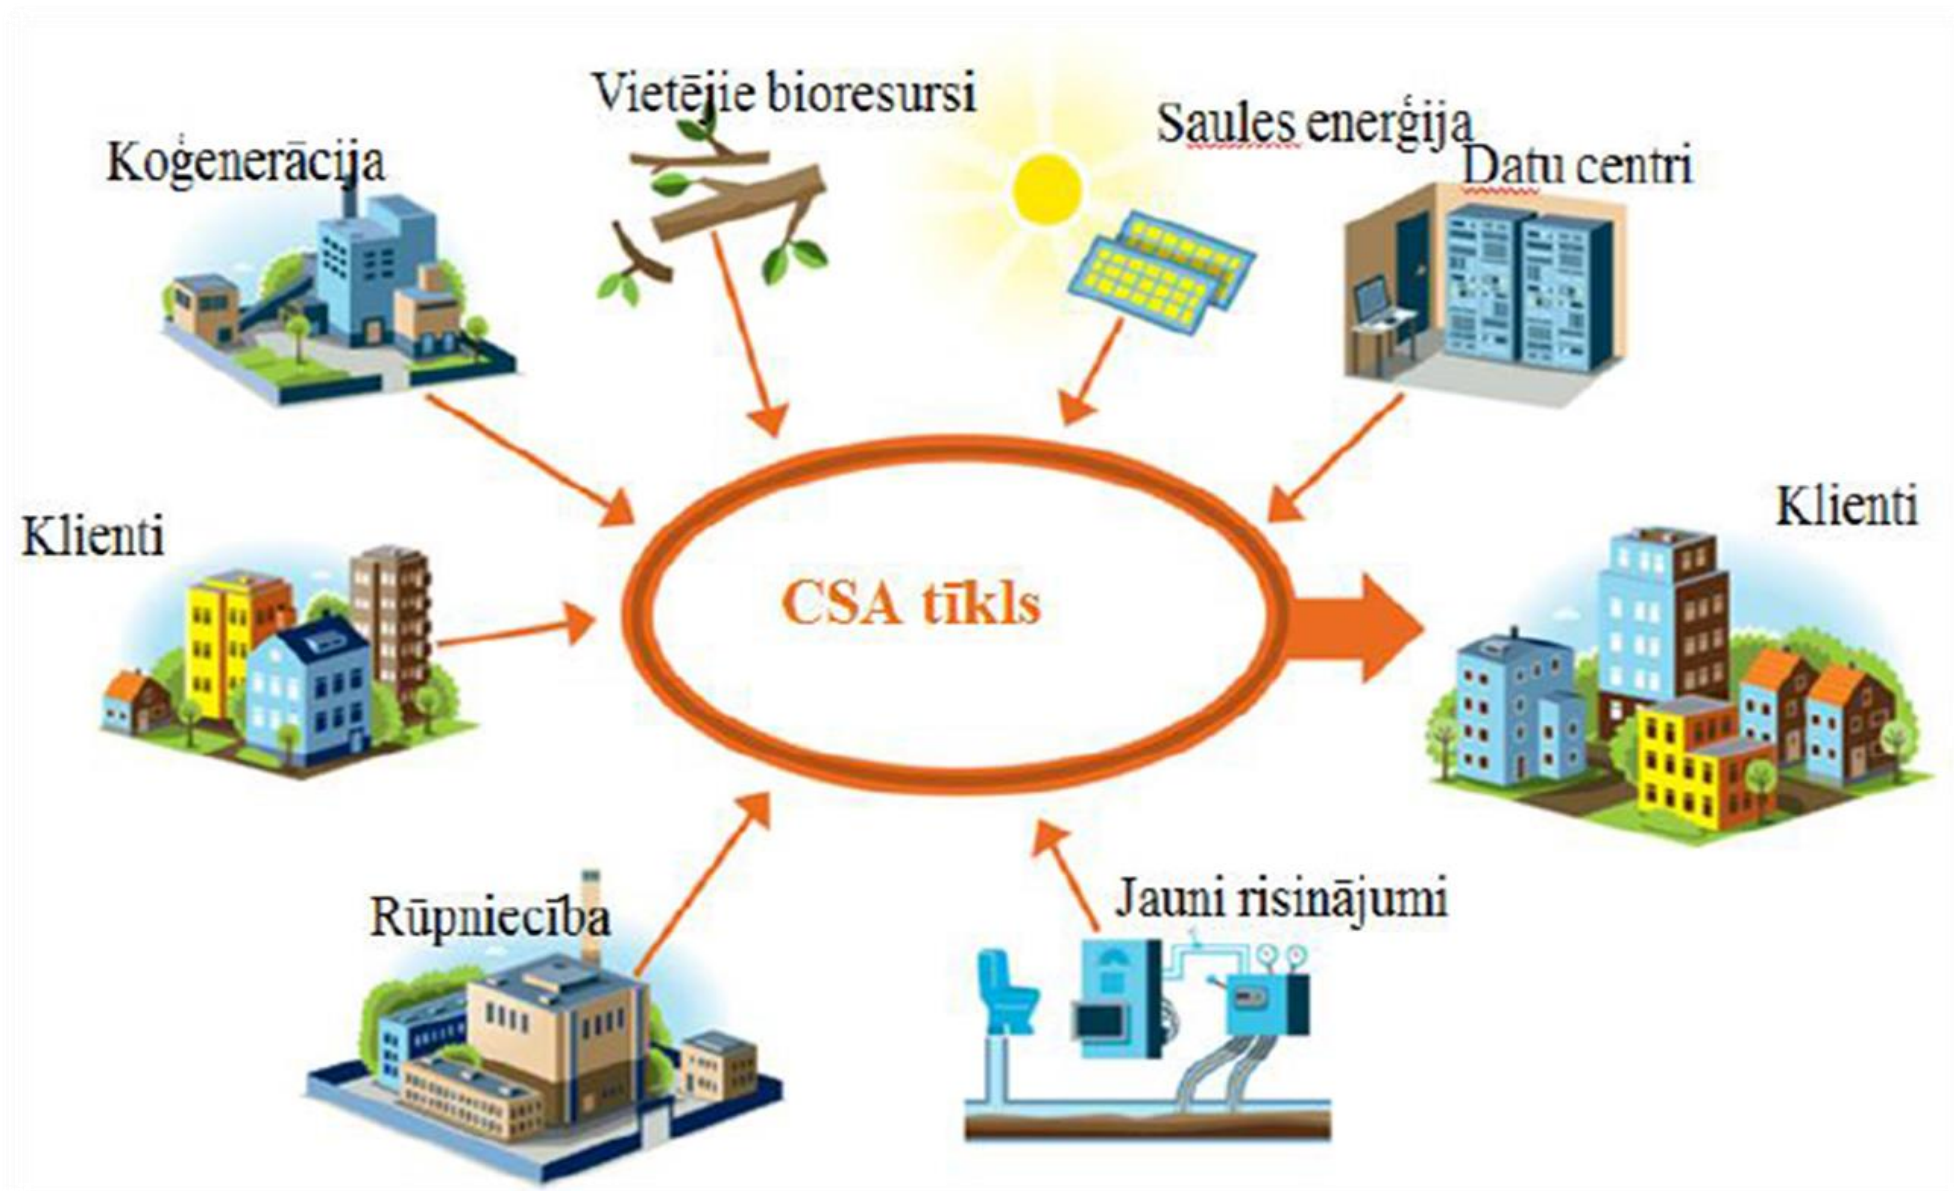 Vietējie bioresursi
Saules enerģija
Koģenerācija
Datu centri
Klienti
Klienti
CSA tīkls
Rūpniecība
Jauni risinājumi